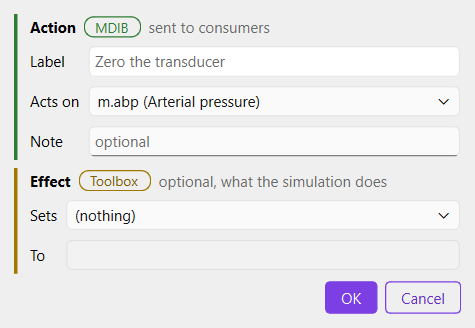 Action MDIB sent to consumers
Label Zero the transducer
Acts on m.abp (Arterial pressure)
Note optional
Effect Toolbox optional, what the simulation does
Sets (nothing)
To
OK Cancel